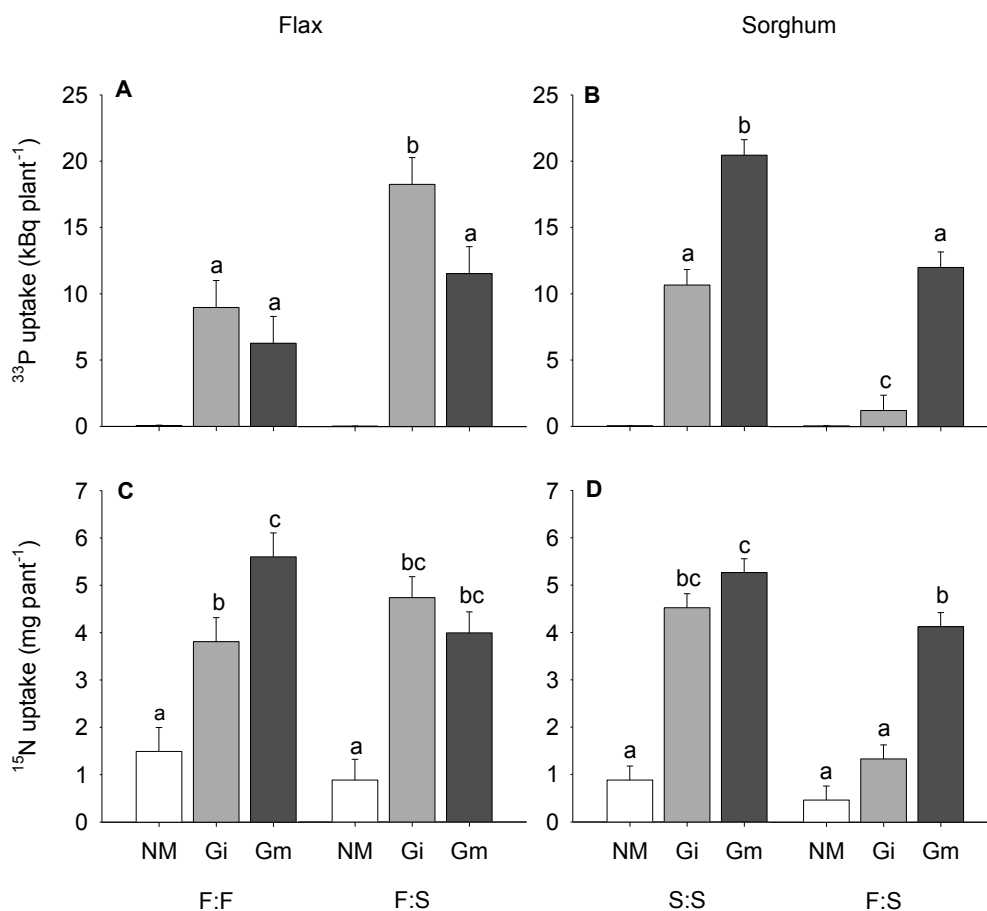 Flax Sorghum
A B
25 25
b b
20 20
15 15
a a a a
10 10
5 5
c
0 0
³³P uptake (kBq plant⁻¹)
C D
7 7
6 6
c c
5 5
bc bc bc b
4 4
b
3 3
2 2
a a a a a
1 1
0 0
¹⁵N uptake (mg pant⁻¹)
NM Gi Gm NM Gi Gm NM Gi Gm NM Gi Gm
F:F F:S S:S F:S